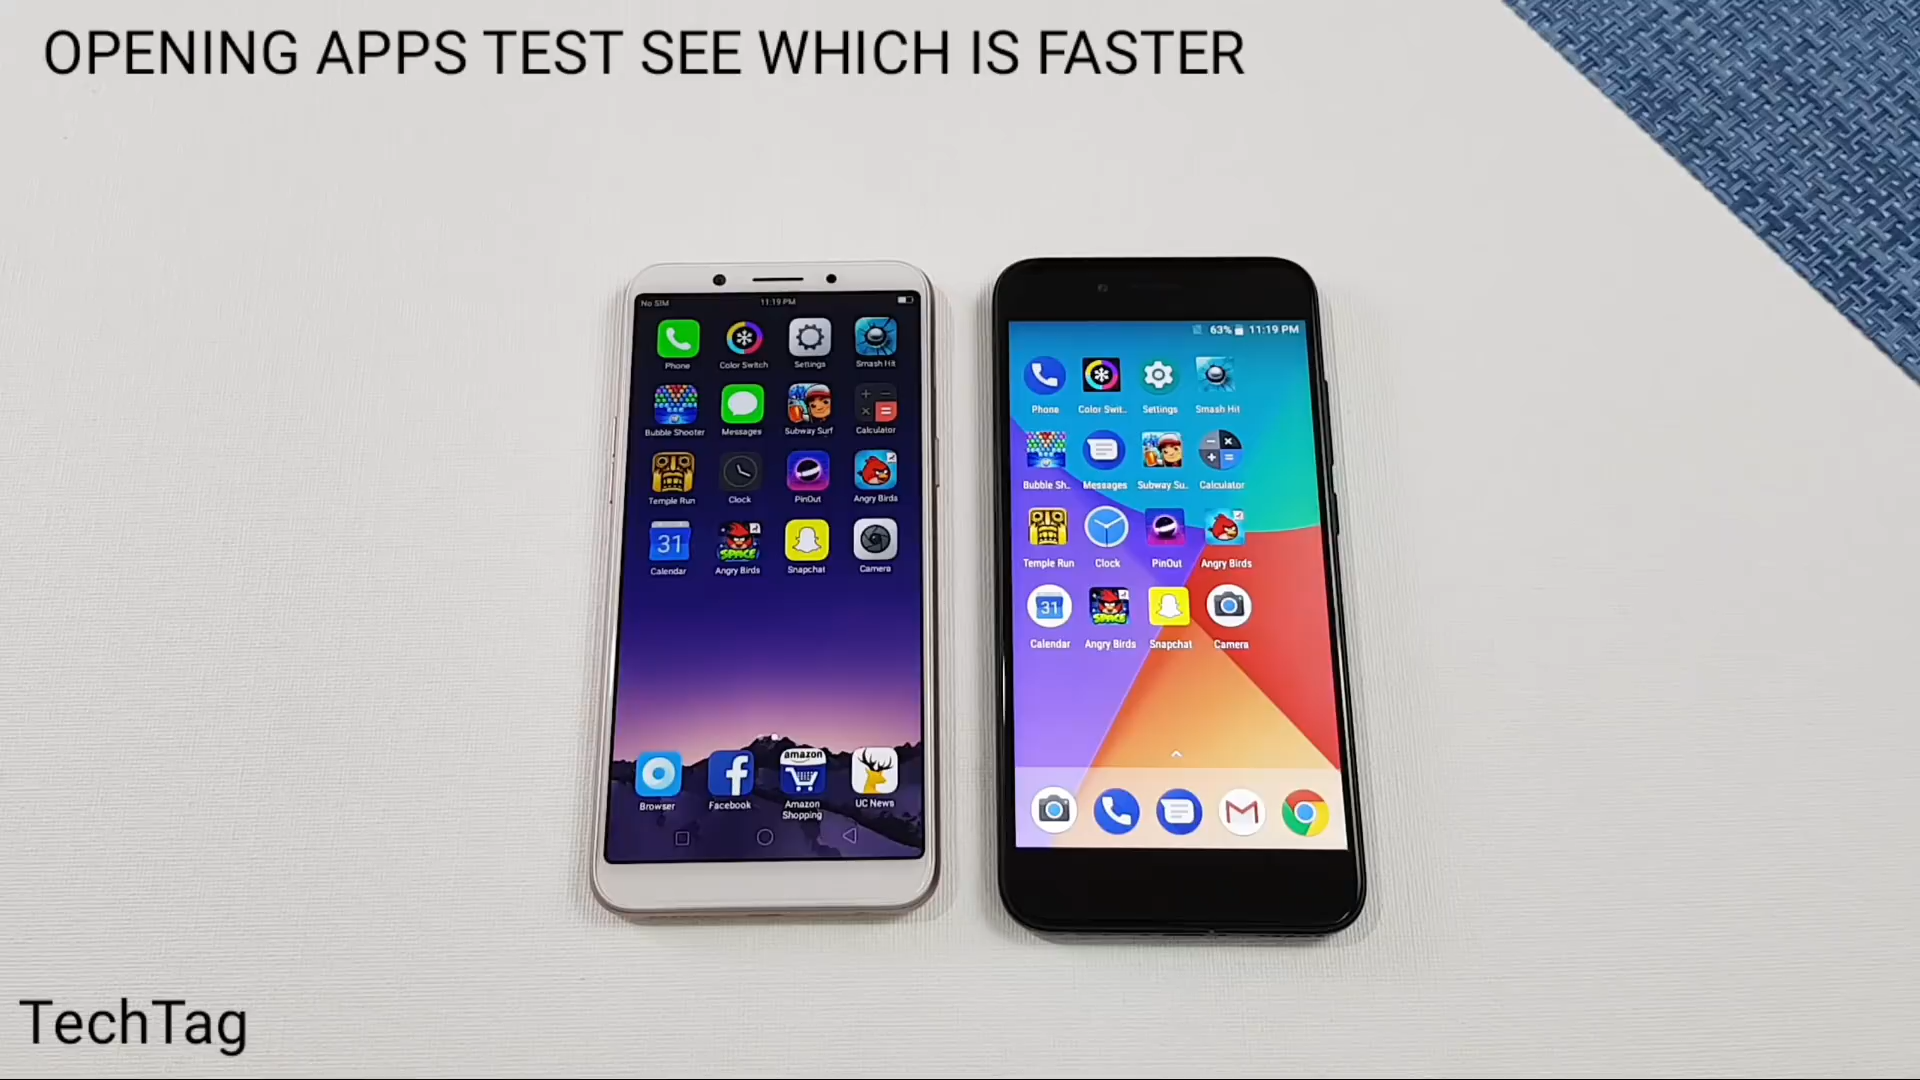 OPENING APPS TEST SEE WHICH IS FASTER
No SIM 11:19 PM
Phone Color Switch Settings Smash Hit
Bubble Shooter Messages Subway Surf Calculator
Temple Run Clock PinOut Angry Birds
31 SPACE
Calendar Angry Birds Snapchat Camera
amazon
Browser Facebook Amazon Shopping UC News
63% 11:19 PM
Phone Color Swit.. Settings Smash Hit
Bubble Sh.. Messages Subway Su.. Calculator
Temple Run Clock PinOut Angry Birds
31 SPACE
Calendar Angry Birds Snapchat Camera
TechTag